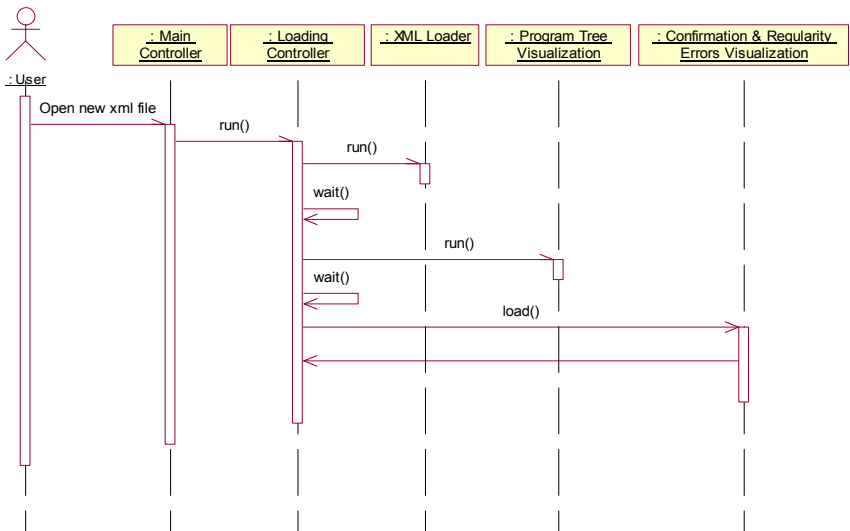 : Main
Controller
: Loading
Controller
: XML Loader
: Program Tree
Visualization
: Confirmation & Regularity
Errors Visualization
: User
Open new xml file
run()
run()
wait()
run()
wait()
load()